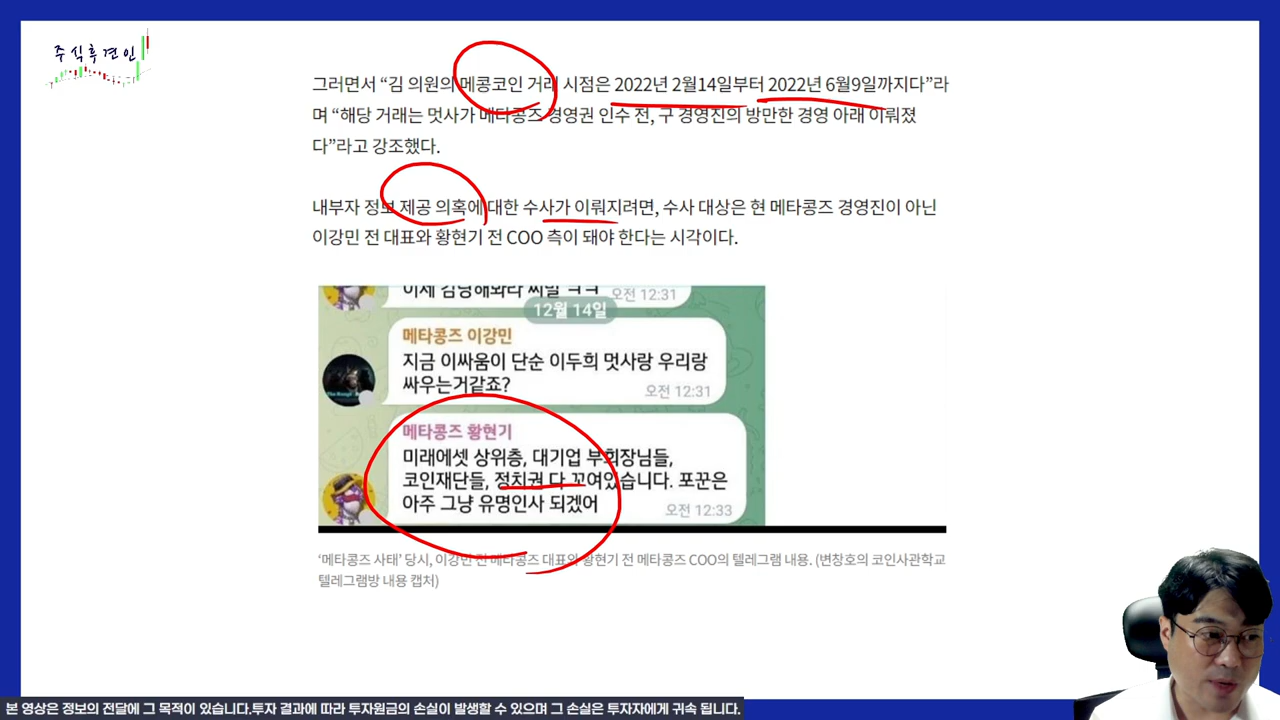 주식후견인
그러면서 “김 의원의 메콩코인 거래 시점은 2022년 2월14일부터 2022년 6월9일까지다”라
며 “해당 거래는 멋사가 메타콩즈 경영권 인수 전, 구 경영진의 방만한 경영 아래 이뤄졌
다”라고 강조했다.
내부자 정보 제공 의혹에 대한 수사가 이뤄지려면, 수사 대상은 현 메타콩즈 경영진이 아닌
이강민 전 대표와 황현기 전 COO 측이 돼야 한다는 시각이다.
이제 감당해봐라 씨발 ㅋㅋ 오전 12:31
12월 14일
메타콩즈 이강민
지금 이싸움이 단순 이두희 멋사랑 우리랑
싸우는거같죠?
오전 12:31
메타콩즈 황현기
미래에셋 상위층, 대기업 부회장님들,
코인재단들, 정치권 다 꼬여있습니다. 포꾼은
아주 그냥 유명인사 되겠어
오전 12:33
‘메타콩즈 사태’ 당시, 이강민 전 메타콩즈 대표와 황현기 전 메타콩즈 COO의 텔레그램 내용. (변창호의 코인사관학교
텔레그램방 내용 캡처)
본 영상은 정보의 전달에 그 목적이 있습니다.투자 결과에 따라 투자원금의 손실이 발생할 수 있으며 그 손실은 투자자에게 귀속 됩니다.